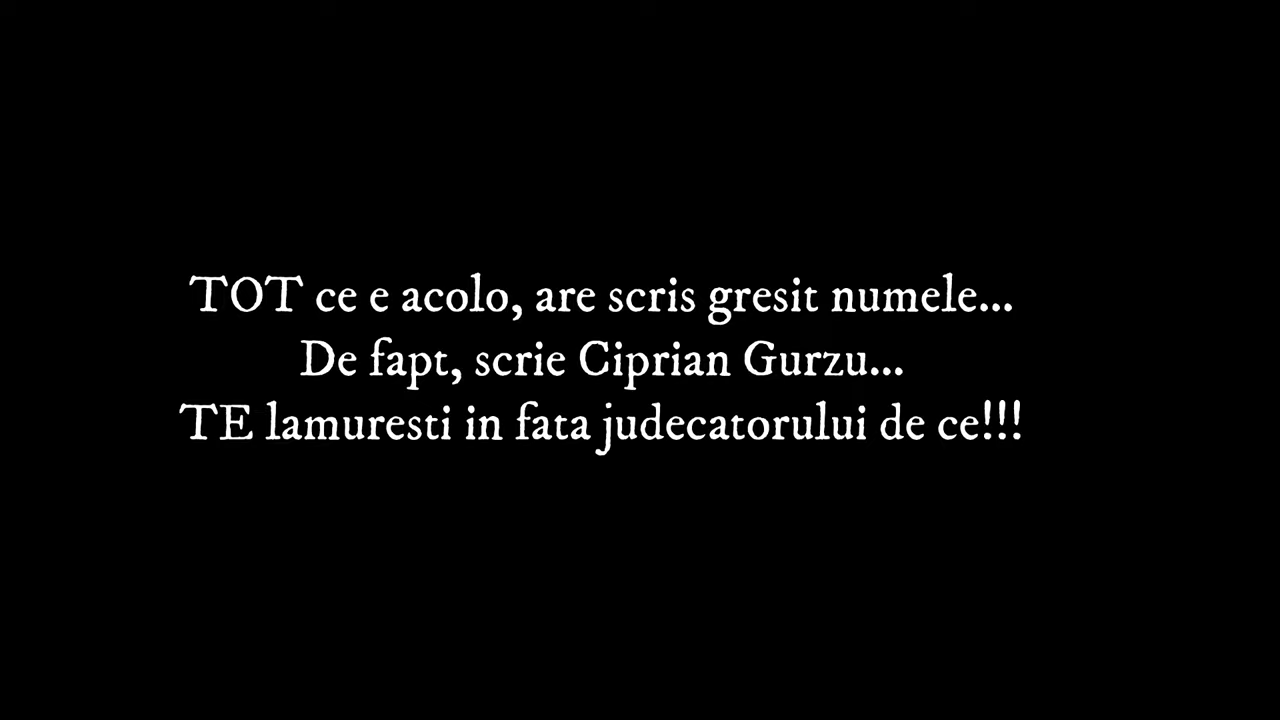 TOT ce e acolo, are scris gresit numele...
De fapt, scrie Ciprian Gurzu...
TE lamuresti in fata judecatorului de ce!!!